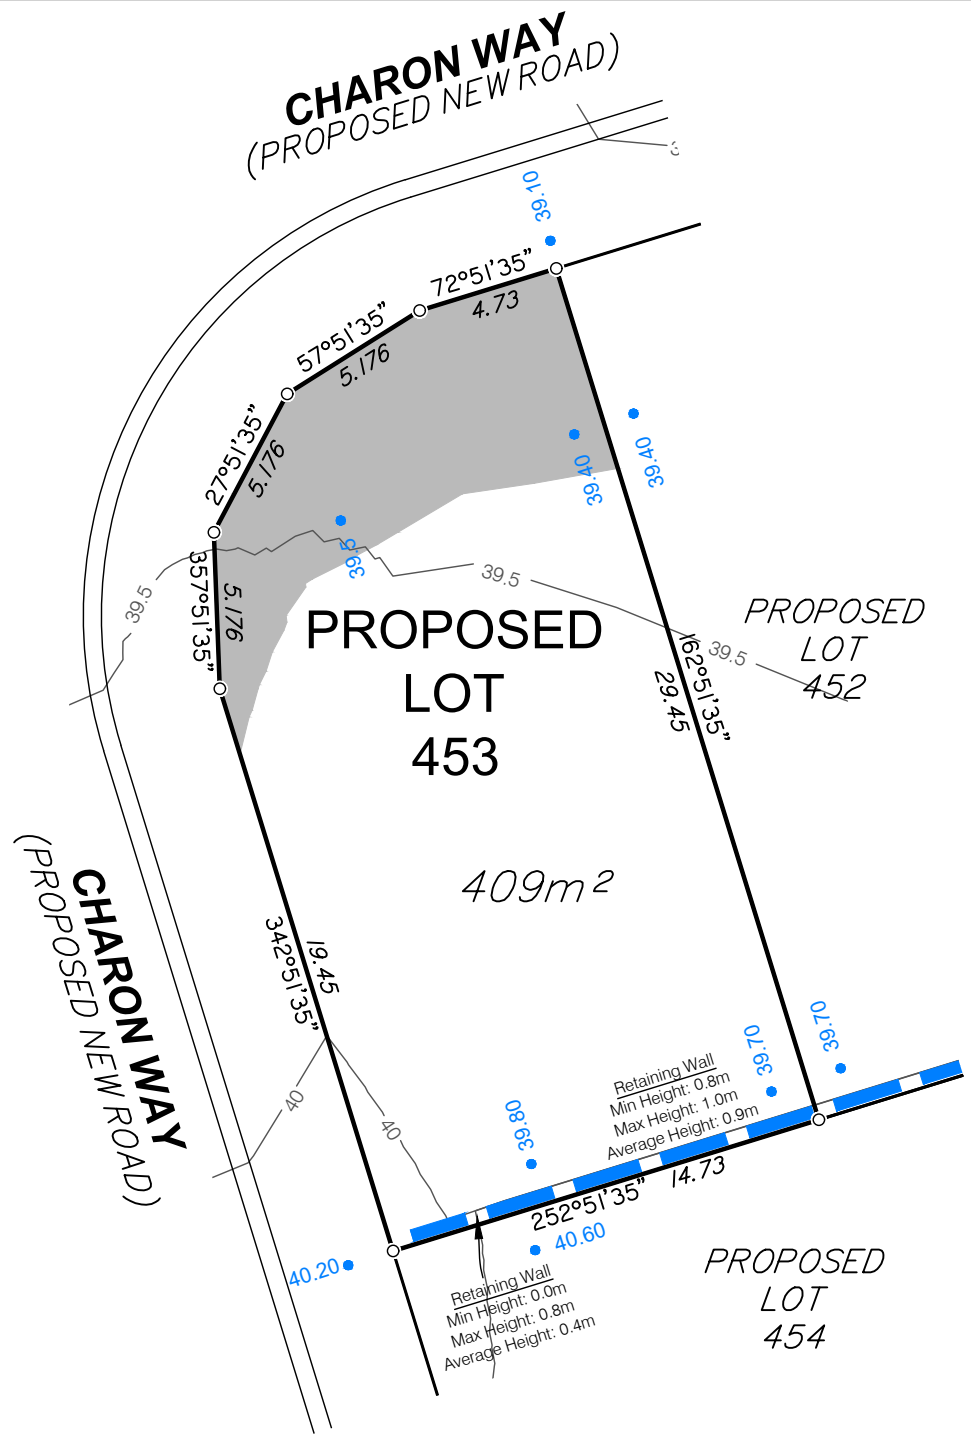 CHARON WAY
(PROPOSED NEW ROAD)
39.10
72°51'35"
4.73
57°51'35"
5.176
27°51'35"
5.176
39.40
39.40
39.5
39.5
39.5
357°51'35"
5.176
PROPOSED
LOT
453
PROPOSED
LOT
452
39.5
162°51'35"
29.45
409m²
CHARON WAY
(PROPOSED NEW ROAD)
342°51'35"
19.45
40
40
39.70
39.70
Retaining Wall
Min Height: 0.8m
Max Height: 1.0m
Average Height: 0.9m
39.80
14.73
252°51'35"
40.60
40.20
Retaining Wall
Min Height: 0.0m
Max Height: 0.8m
Average Height: 0.4m
PROPOSED
LOT
454